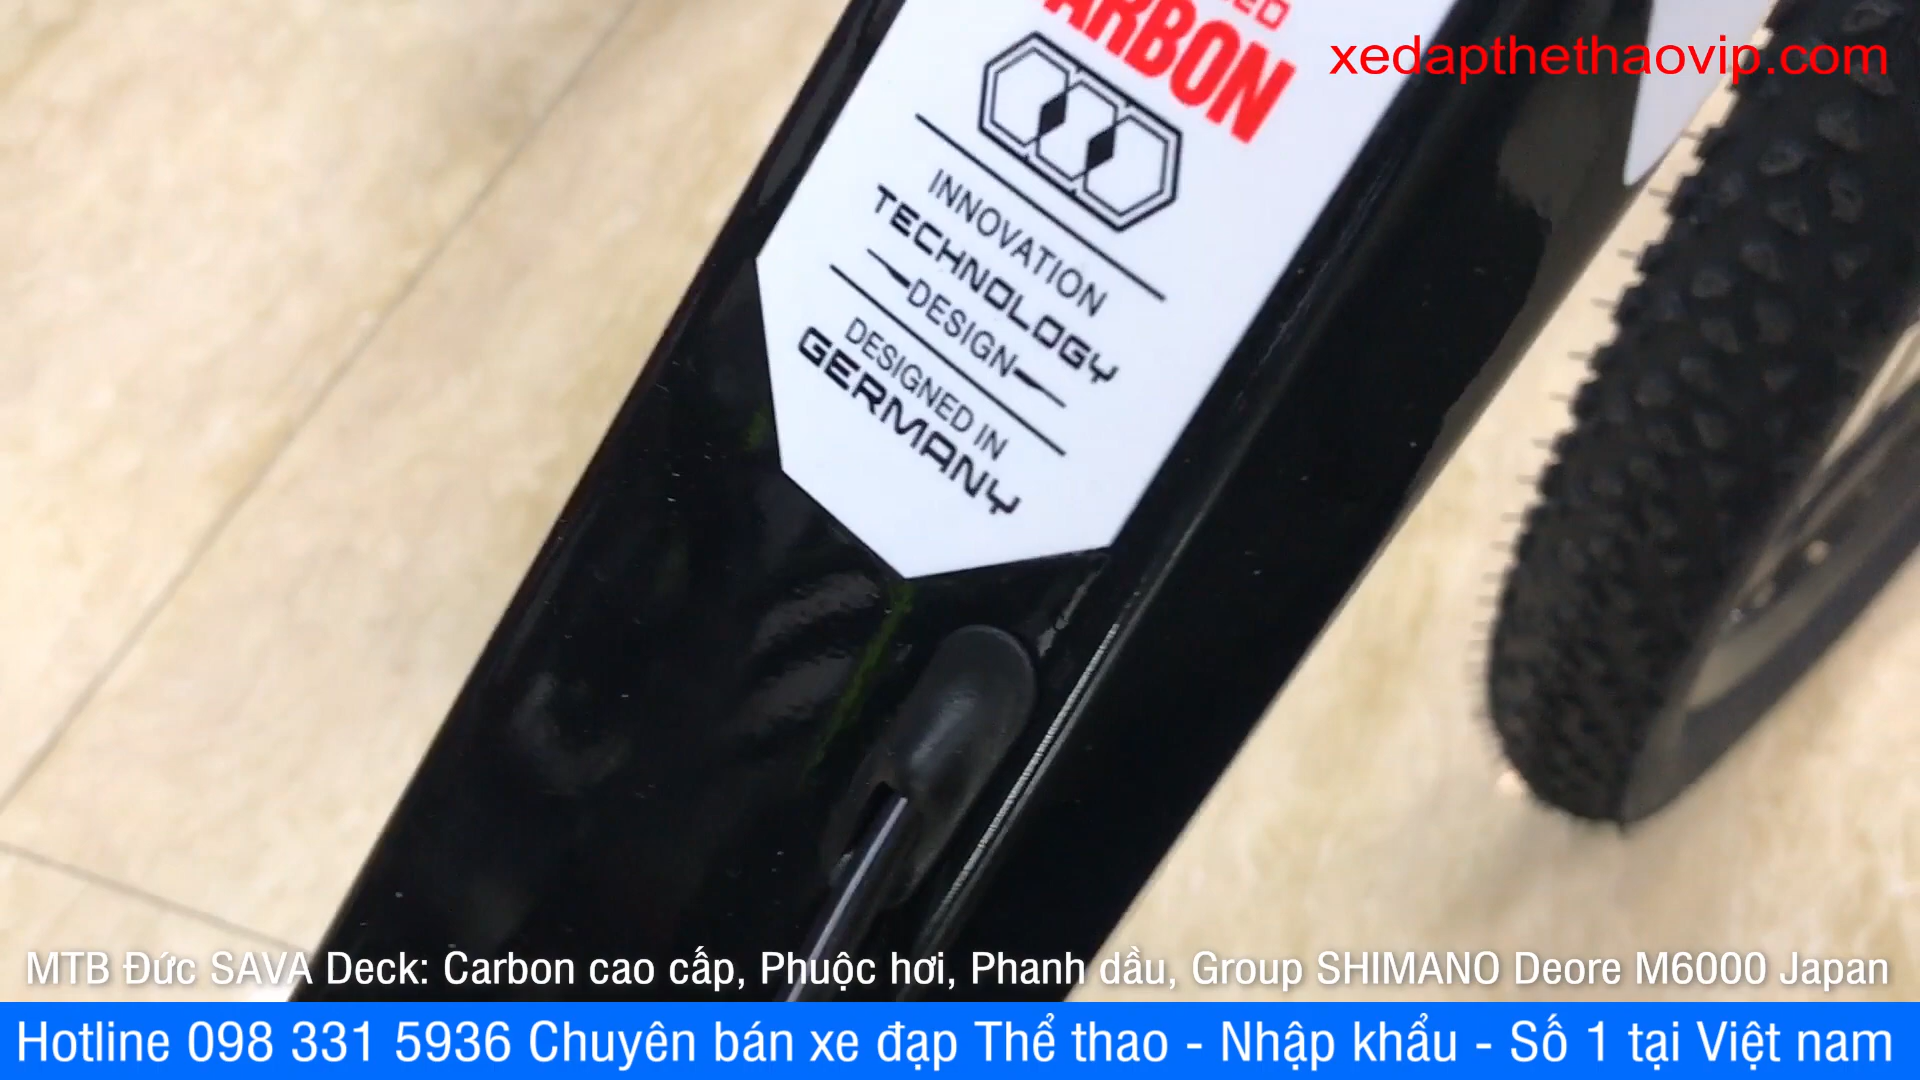 xedapthethaovip.com
INNOVATION
TECHNOLOGY
DESIGN
DESIGNED IN
GERMANY
MTB Đức SAVA Deck: Carbon cao cấp, Phuộc hơi, Phanh dầu, Group SHIMANO Deore M6000 Japan
Hotline 098 331 5936 Chuyên bán xe đạp Thể thao - Nhập khẩu - Số 1 tại Việt nam